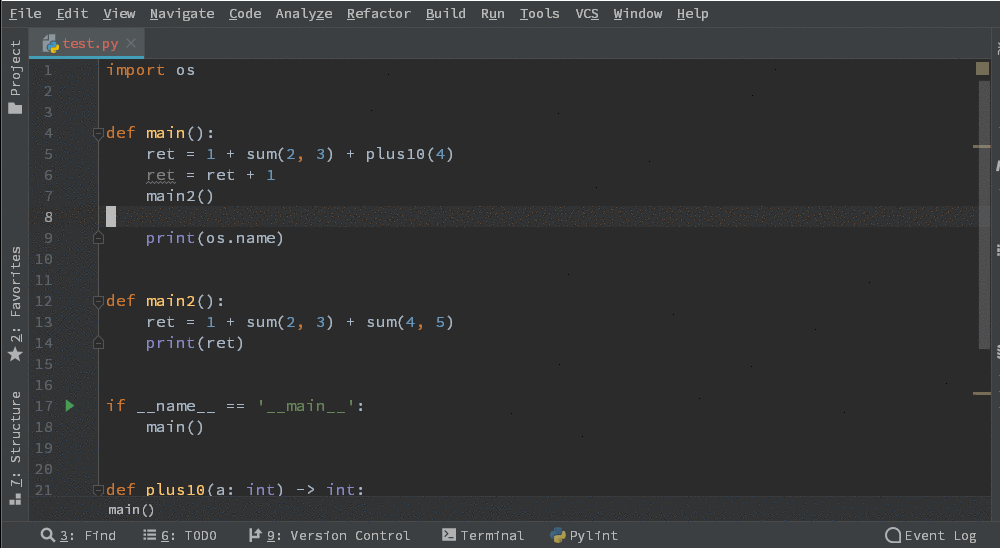 File Edit View Navigate Code Analyze Refactor Build Run Tools VCS Window Help
test.py
Project
2: Favorites
7: Structure
1 import os
2
3
4 def main():
5     ret = 1 + sum(2, 3) + plus10(4)
6     ret = ret + 1
7     main2()
8
9     print(os.name)
10
11
12 def main2():
13     ret = 1 + sum(2, 3) + sum(4, 5)
14     print(ret)
15
16
17 if __name__ == '__main__':
18     main()
19
20
21 def plus10(a: int) -> int:
main()
3: Find 6: TODO 9: Version Control Terminal Pylint Event Log